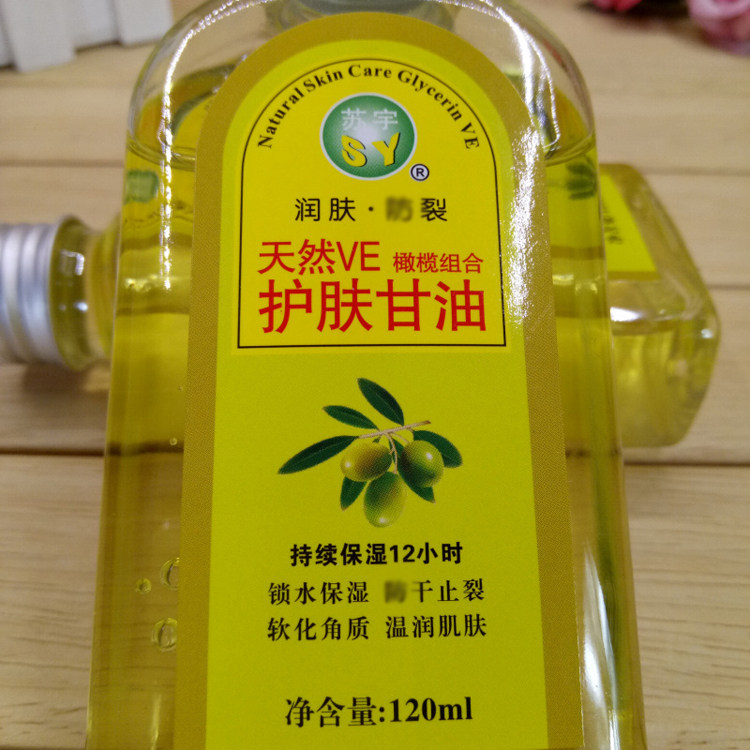 Natural Skin Care Glycerin VE
苏宇
SY®
润肤·防裂
天然VE 橄榄组合
护肤甘油
持续保湿12小时
锁水保湿 防干止裂
软化角质 温润肌肤
净含量:120ml